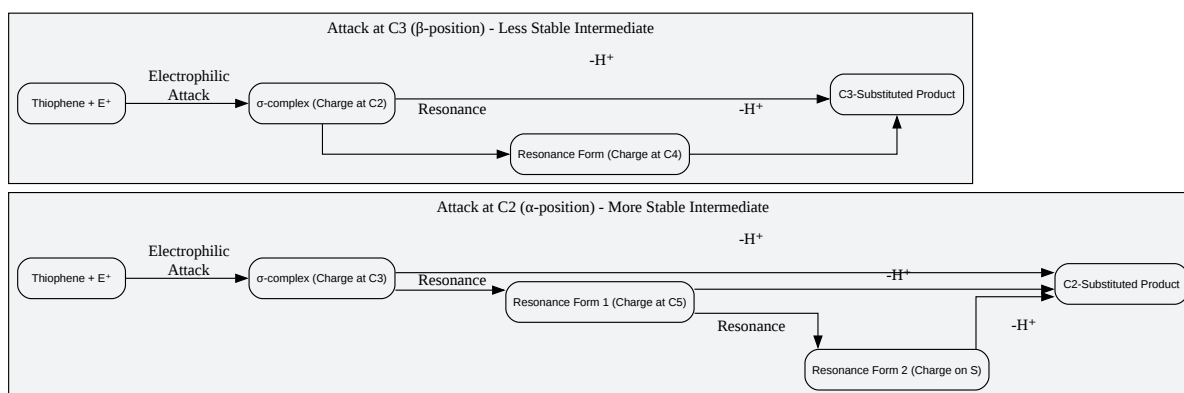 Attack at C3 (β-position) - Less Stable Intermediate
-H⁺
Electrophilic
Attack
Thiophene + E⁺
σ-complex (Charge at C2)
Resonance
-H⁺
C3-Substituted Product
Resonance Form (Charge at C4)
Attack at C2 (α-position) - More Stable Intermediate
-H⁺
Electrophilic
Attack
Thiophene + E⁺
σ-complex (Charge at C3)
Resonance
-H⁺
C2-Substituted Product
Resonance Form 1 (Charge at C5)
Resonance
-H⁺
Resonance Form 2 (Charge on S)